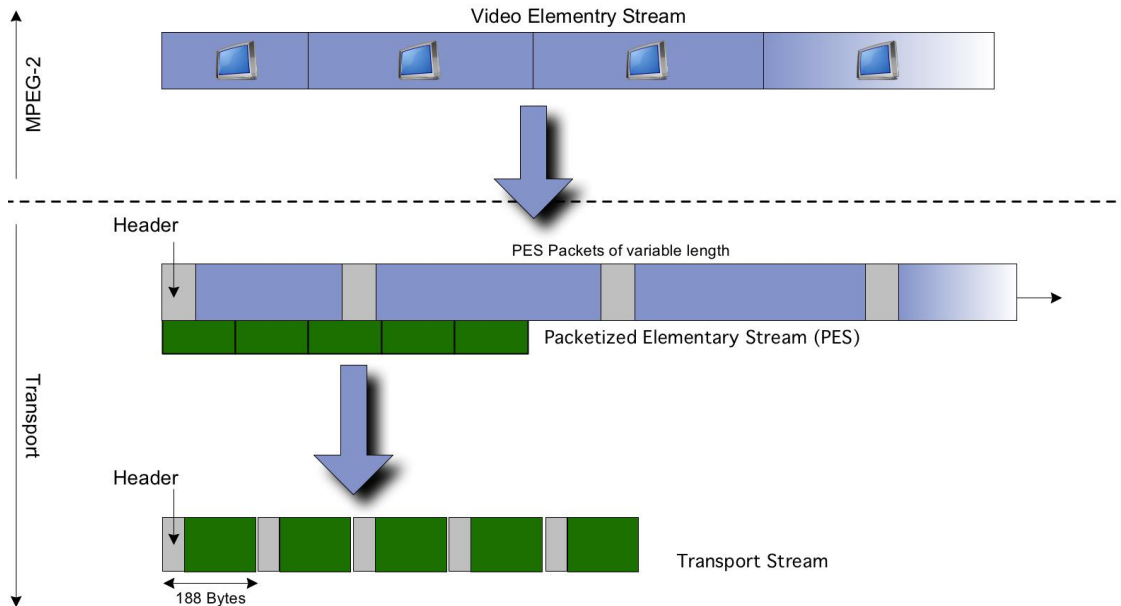 Video Elementry Stream
MPEG-2
Header
PES Packets of variable length
Packetized Elementary Stream (PES)
Transport
Header
Transport Stream
188 Bytes